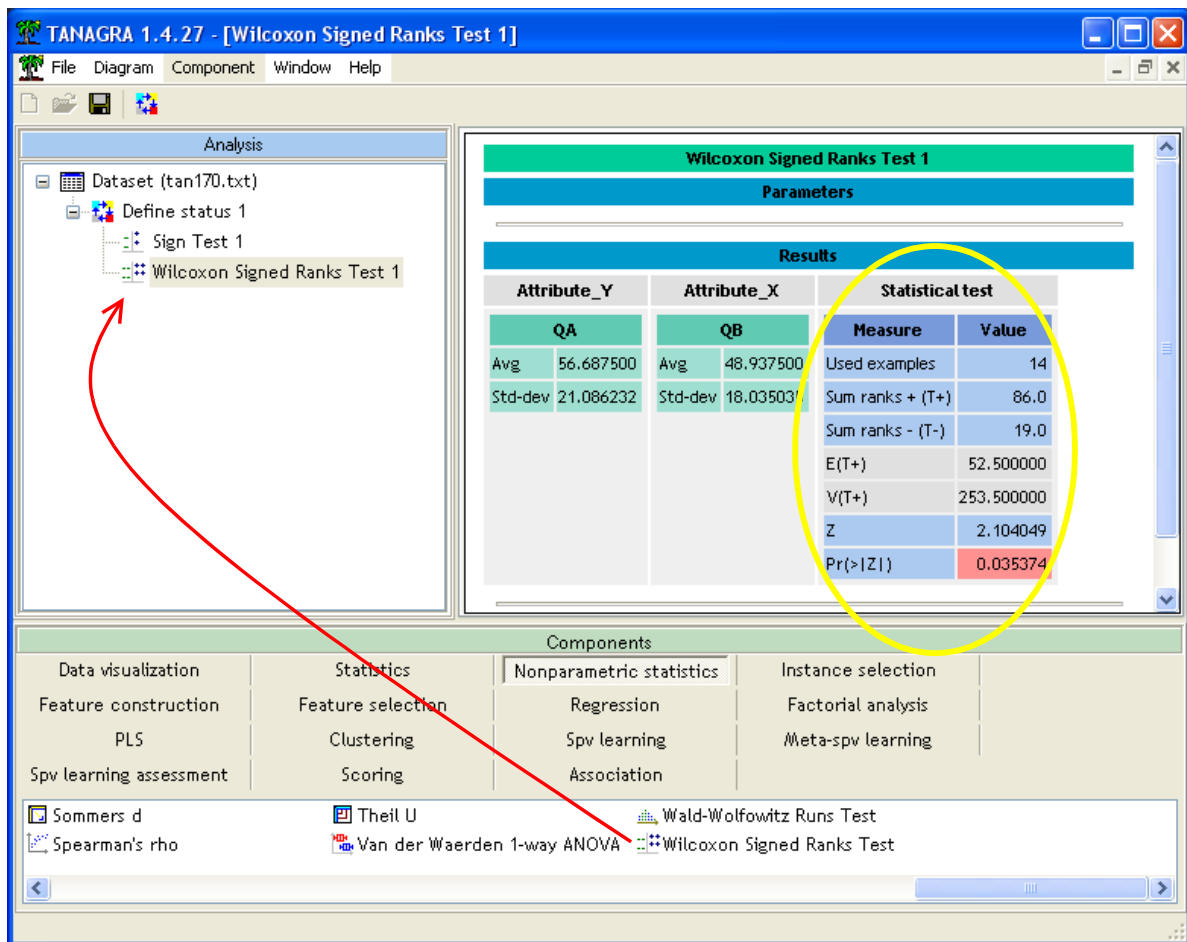 TANAGRA 1.4.27 - [Wilcoxon Signed Ranks Test 1]
File Diagram Component Window Help
Analysis
Dataset (tan170.txt)
Define status 1
Sign Test 1
Wilcoxon Signed Ranks Test 1
Wilcoxon Signed Ranks Test 1
Parameters
Results
Attribute_Y Attribute_X Statistical test
QA QB Measure Value
Avg 56.687500 Avg 48.937500 Used examples 14
Std-dev 21.086232 Std-dev 18.035035 Sum ranks + (T+) 86.0
Sum ranks - (T-) 19.0
E(T+) 52.500000
V(T+) 253.500000
Z 2.104049
Pr(>|Z|) 0.035374
Components
Data visualization Statistics Nonparametric statistics Instance selection
Feature construction Feature selection Regression Factorial analysis
PLS Clustering Spv learning Meta-spv learning
Spv learning assessment Scoring Association
Sommers d Theil U Wald-Wolfowitz Runs Test
Spearman's rho Van der Waerden 1-way ANOVA Wilcoxon Signed Ranks Test